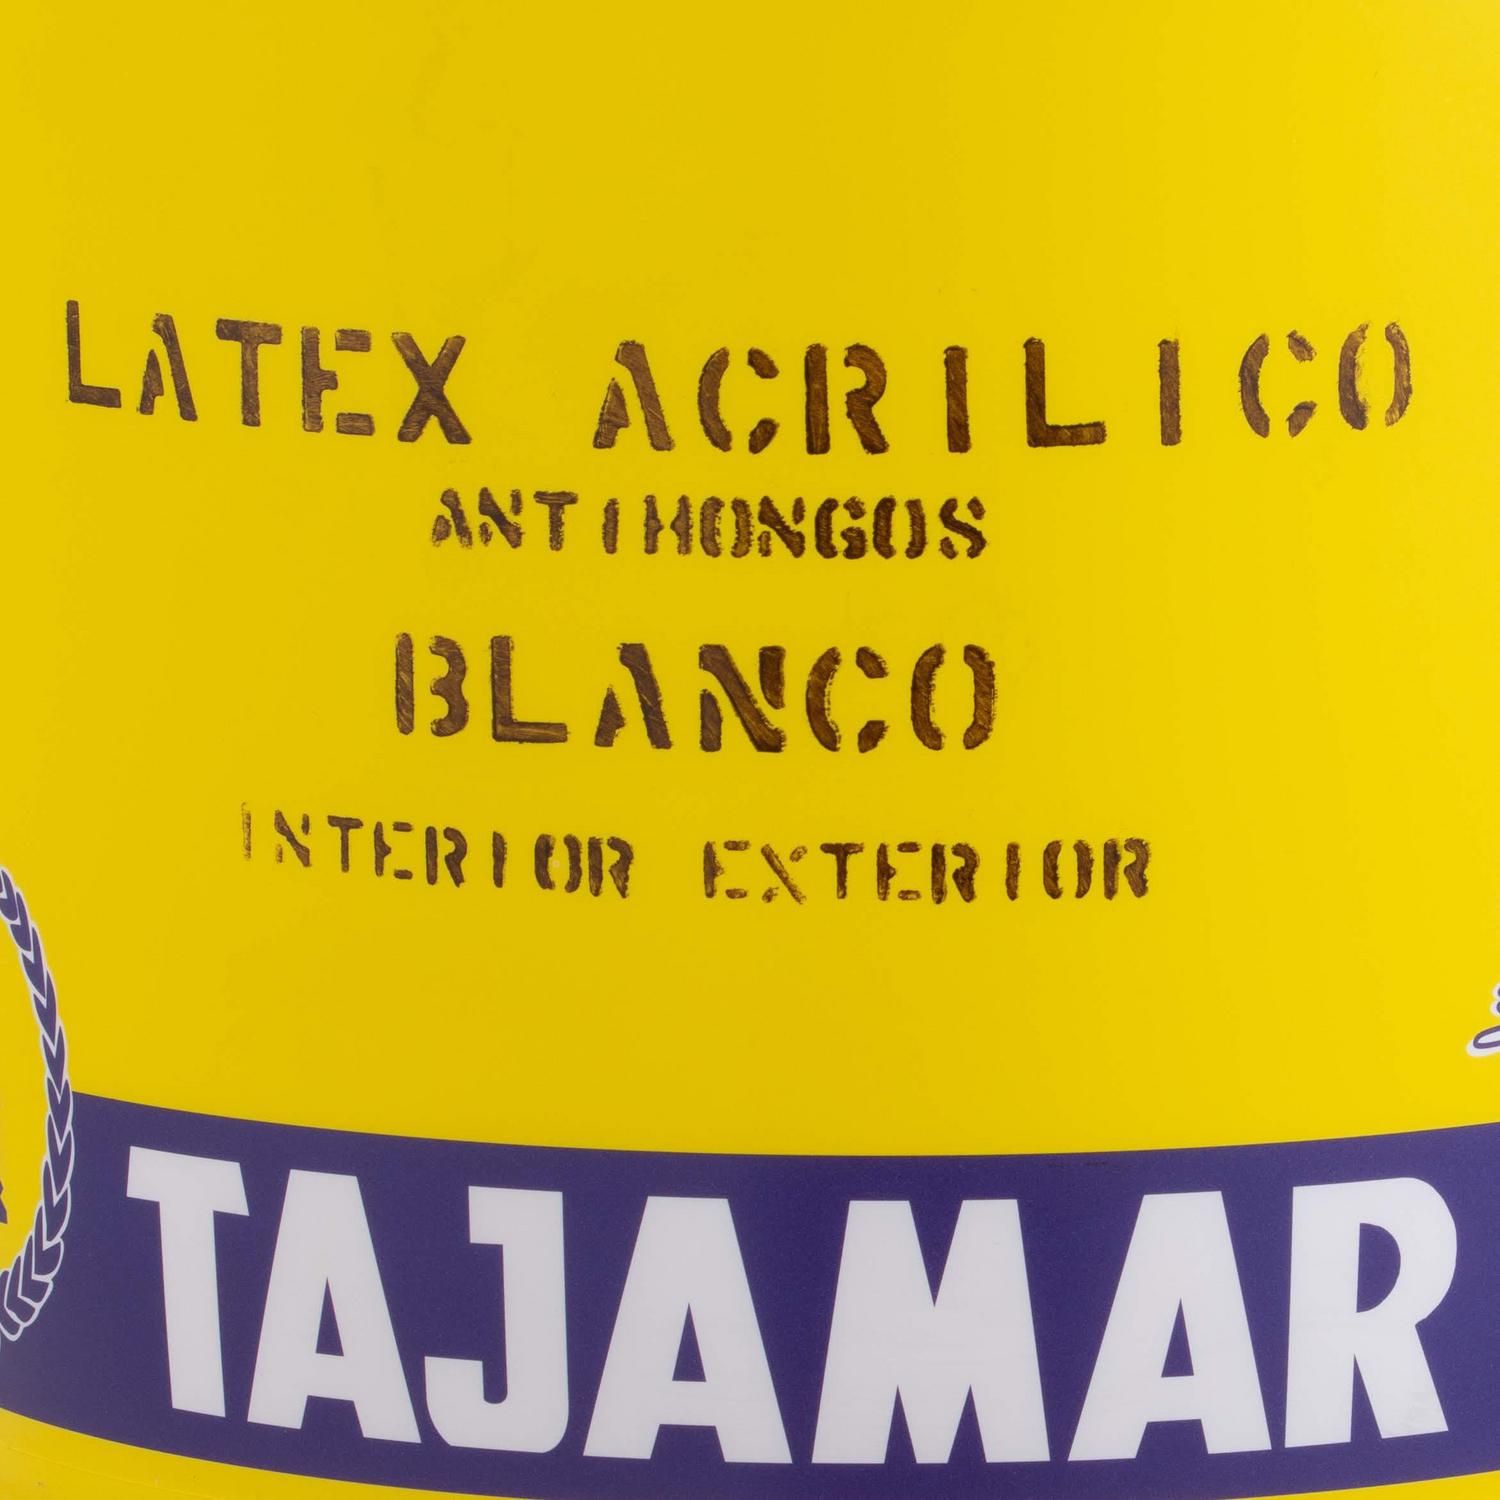 LATEX ACRILICO
ANTIHONGOS
BLANCO
INTERIOR EXTERIOR
TAJAMAR